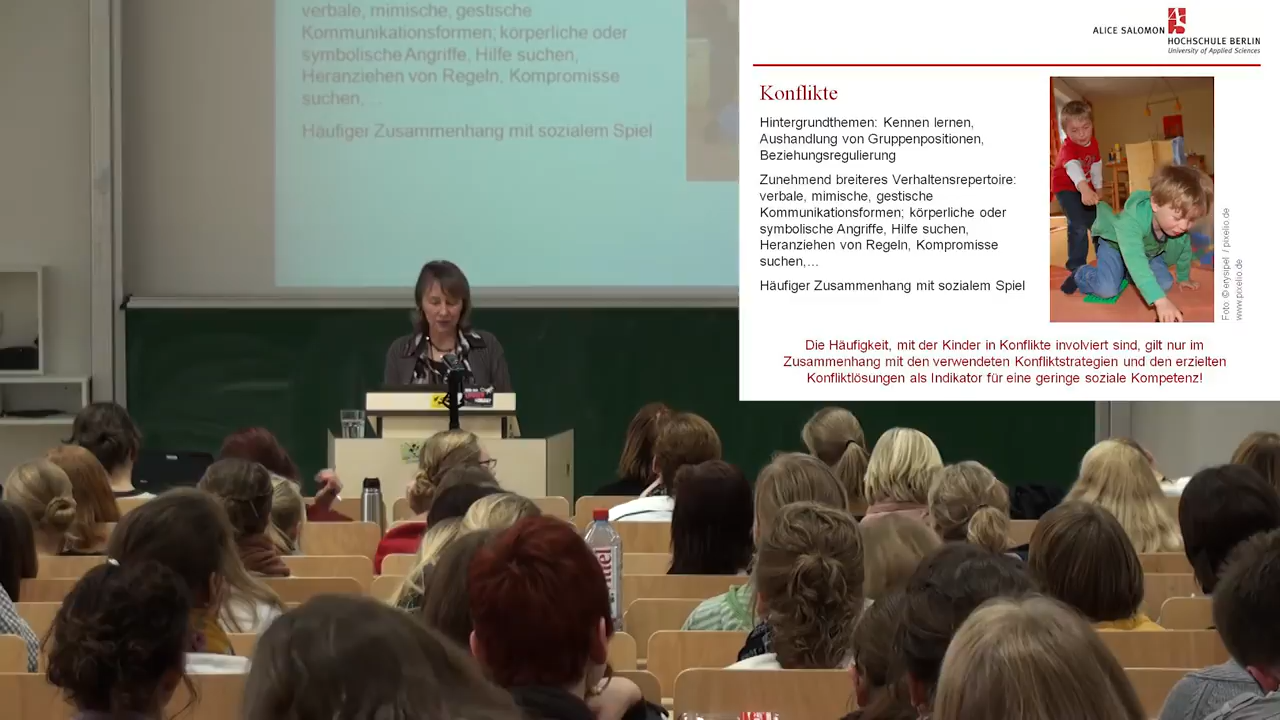 verbale, mimische, gestische
Kommunikationsformen; körperliche oder
symbolische Angriffe, Hilfe suchen,
Heranziehen von Regeln, Kompromisse
suchen,...
Häufiger Zusammenhang mit sozialem Spiel
ALICE SALOMON
HOCHSCHULE BERLIN
University of Applied Sciences
Konflikte
Hintergrundthemen: Kennen lernen,
Aushandlung von Gruppenpositionen,
Beziehungsregulierung
Zunehmend breiteres Verhaltensrepertoire:
verbale, mimische, gestische
Kommunikationsformen; körperliche oder
symbolische Angriffe, Hilfe suchen,
Heranziehen von Regeln, Kompromisse
suchen,...
Häufiger Zusammenhang mit sozialem Spiel
Foto: © erysipel / pixelio.de
www.pixelio.de
Die Häufigkeit, mit der Kinder in Konflikte involviert sind, gilt nur im
Zusammenhang mit den verwendeten Konfliktstrategien und den erzielten
Konfliktlösungen als Indikator für eine geringe soziale Kompetenz!